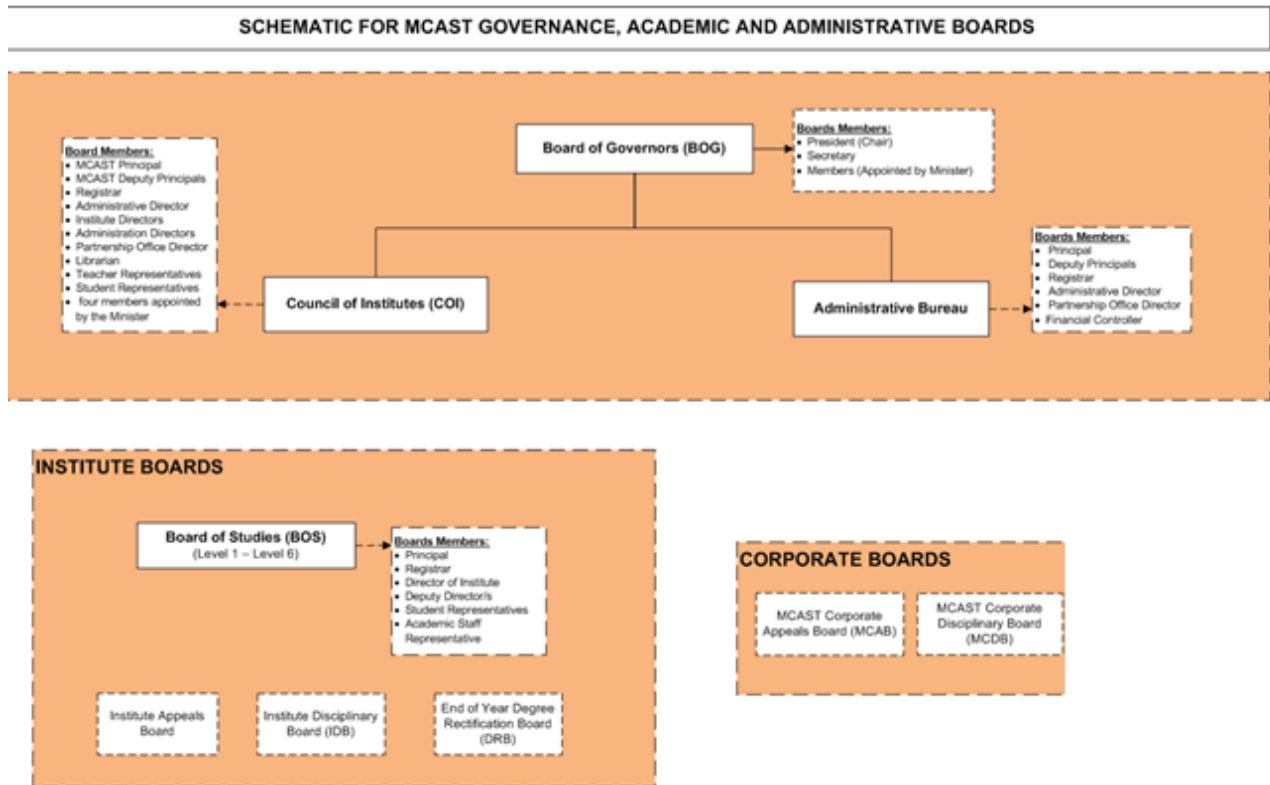 SCHEMATIC FOR MCAST GOVERNANCE, ACADEMIC AND ADMINISTRATIVE BOARDS
Board of Governors (BOG)
Boards Members:
• President (Chair)
• Secretary
• Members (Appointed by Minister)
Board Members:
• MCAST Principal
• MCAST Deputy Principals
• Registrar
• Administrative Director
• Institute Directors
• Administration Directors
• Partnership Office Director
• Librarian
• Teacher Representatives
• Student Representatives
• four members appointed
by the Minister
Council of Institutes (COI)
Administrative Bureau
Boards Members:
• Principal
• Deputy Principals
• Registrar
• Administrative Director
• Partnership Office Director
• Financial Controller
INSTITUTE BOARDS
Board of Studies (BOS)
(Level 1 – Level 6)
Boards Members:
• Principal
• Registrar
• Director of Institute
• Deputy Director/s
• Student Representatives
• Academic Staff
Representative
Institute Appeals
Board
Institute Disciplinary
Board (IDB)
End of Year Degree
Rectification Board
(DRB)
CORPORATE BOARDS
MCAST Corporate
Appeals Board (MCAB)
MCAST Corporate
Disciplinary Board
(MCDB)